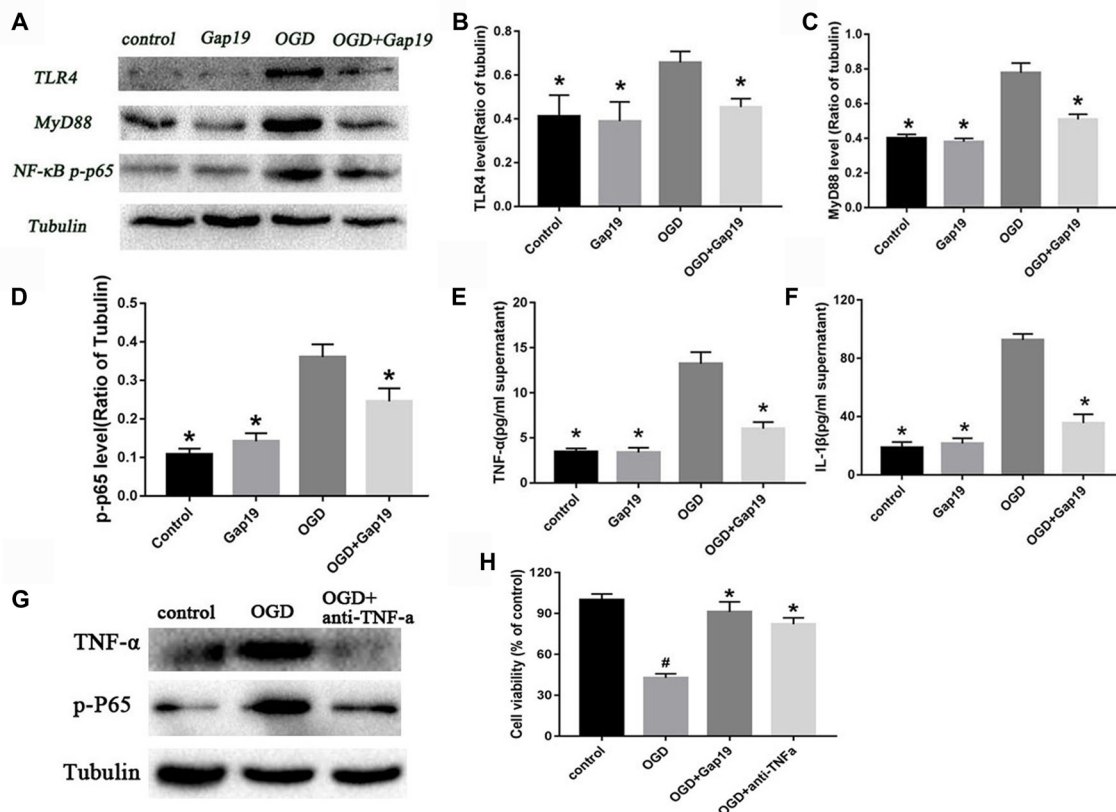 A
control Gap19 OGD OGD+Gap19
TLR4
MyD88
NF-κB p-p65
Tubulin
B
TLR4 level(Ratio of tubulin)
0.8
0.6
0.4
0.2
0.0
* * *
Control Gap19 OGD OGD+Gap19
C
MyD88 level (Ratio of tubulin)
1.0
0.8
0.6
0.4
0.2
0.0
* * *
Control Gap19 OGD OGD+Gap19
D
p-p65 level(Ratio of Tubulin)
0.5
0.4
0.3
0.2
0.1
0.0
* * *
Control Gap19 OGD OGD+Gap19
E
TNF-α(pg/ml supernatant)
20
15
10
5
0
* * *
control Gap19 OGD OGD+Gap19
F
IL-1β(pg/ml supernatant)
120
80
40
0
* * *
control Gap19 OGD OGD+Gap19
G
control OGD OGD+
anti-TNF-a
TNF-α
p-P65
Tubulin
H
Cell viability (% of control)
120
90
60
30
0
# * *
control OGD OGD+Gap19 OGD+anti-TNFa